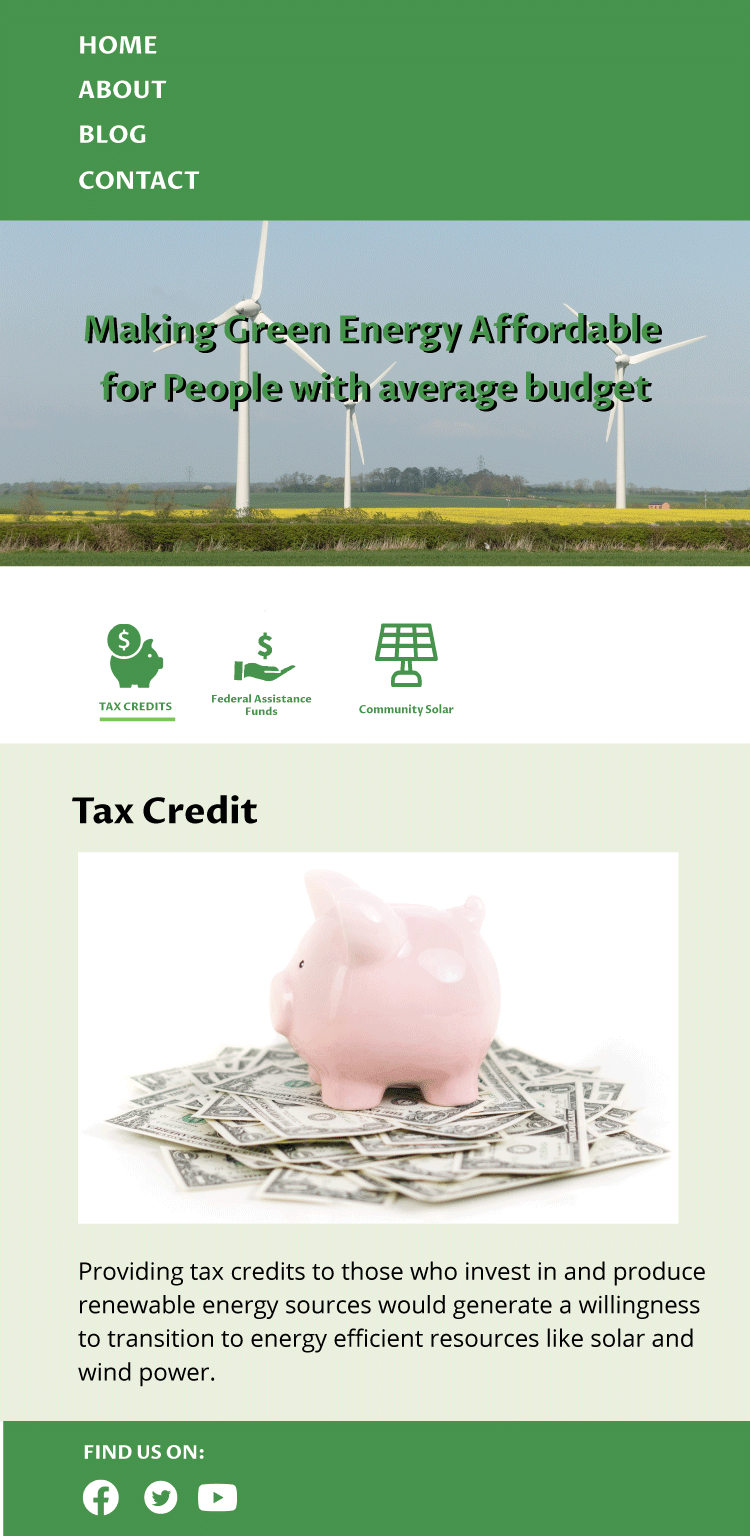 HOME
ABOUT
BLOG
CONTACT
Making Green Energy Affordable
for People with average budget
$
$
TAX CREDITS
Federal Assistance
Funds
Community Solar
Tax Credit
Providing tax credits to those who invest in and produce
renewable energy sources would generate a willingness
to transition to energy efficient resources like solar and
wind power.
FIND US ON: